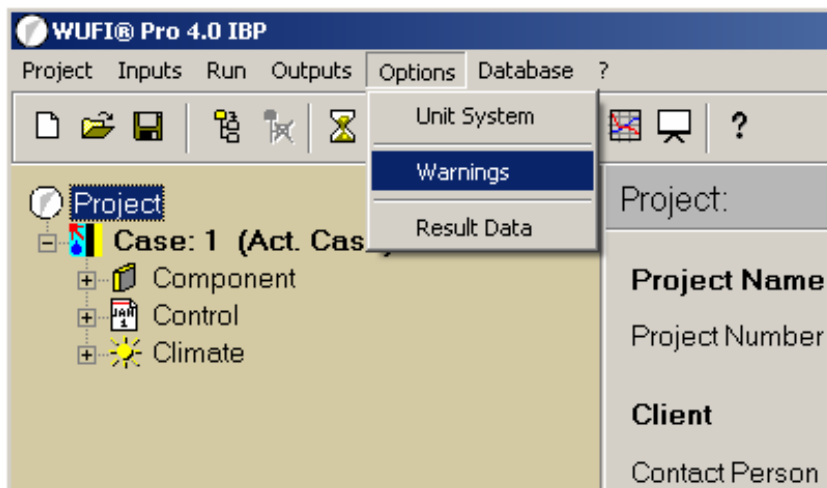 WUFI® Pro 4.0 IBP
Project Inputs Run Outputs Options Database ?
Unit System
Warnings
Result Data
?
Project
Case: 1 (Act. Cas
Component
Control
Climate
Project:
Project Name
Project Number
Client
Contact Person